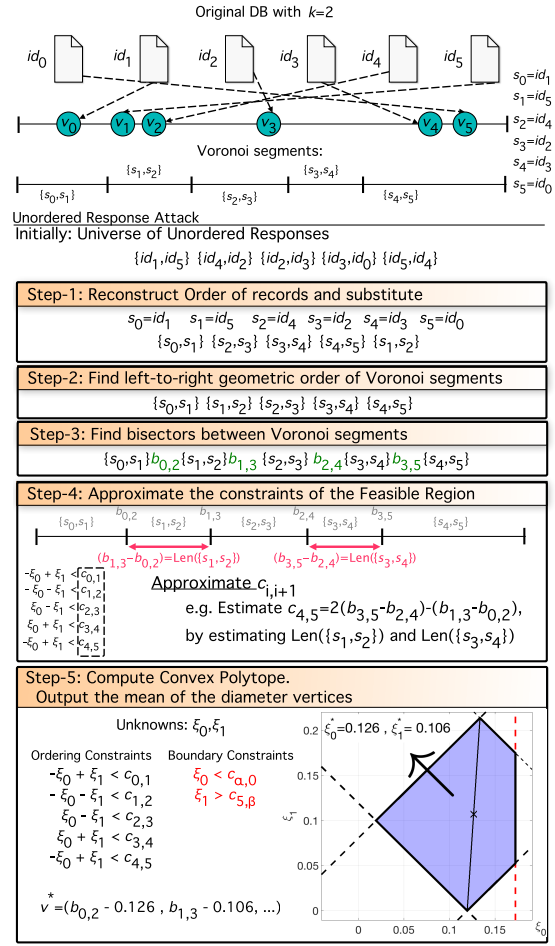 Original DB with k=2
id0 id1 id2 id3 id4 id5
s0=id1
s1=id5
s2=id4
s3=id2
s4=id3
s5=id0
v0 v1 v2 v3 v4 v5
Voronoi segments:
{s0,s1} {s1,s2} {s2,s3} {s3,s4} {s4,s5}
Unordered Response Attack
Initially: Universe of Unordered Responses
{id1,id5} {id4,id2} {id2,id3} {id3,id0} {id5,id4}
Step-1: Reconstruct Order of records and substitute
s0=id1 s1=id5 s2=id4 s3=id2 s4=id3 s5=id0
{s0,s1} {s2,s3} {s3,s4} {s4,s5} {s1,s2}
Step-2: Find left-to-right geometric order of Voronoi segments
{s0,s1} {s1,s2} {s2,s3} {s3,s4} {s4,s5}
Step-3: Find bisectors between Voronoi segments
{s0,s1}b0,2{s1,s2}b1,3 {s2,s3} b2,4{s3,s4}b3,5{s4,s5}
Step-4: Approximate the constraints of the Feasible Region
b0,2 b1,3 b2,4 b3,5
{s0,s1} {s1,s2} {s2,s3} {s3,s4} {s4,s5}
(b1,3-b0,2)=Len({s1,s2}) (b3,5-b2,4)=Len({s3,s4})
-ξ0 + ξ1 < c0,1
- ξ0 - ξ1 < c1,2
ξ0 - ξ1 < c2,3
ξ0 + ξ1 < c3,4
-ξ0 + ξ1 < c4,5
Approximate ci,i+1
e.g. Estimate c4,5=2(b3,5-b2,4)-(b1,3-b0,2),
by estimating Len({s1,s2}) and Len({s3,s4})
Step-5: Compute Convex Polytope.
Output the mean of the diameter vertices
Unknowns: ξ0,ξ1
Ordering Constraints
-ξ0 + ξ1 < c0,1
- ξ0 - ξ1 < c1,2
ξ0 - ξ1 < c2,3
ξ0 + ξ1 < c3,4
-ξ0 + ξ1 < c4,5
Boundary Constraints
ξ0 < cα,0
ξ1 > c5,β
v*=(b0,2 - 0.126 , b1,3 - 0.106, ...)
ξ0*=0.126 , ξ1*= 0.106
0.2
0.15
0.1
0.05
0
ξ1
0 0.05 0.1 0.15 ξ0